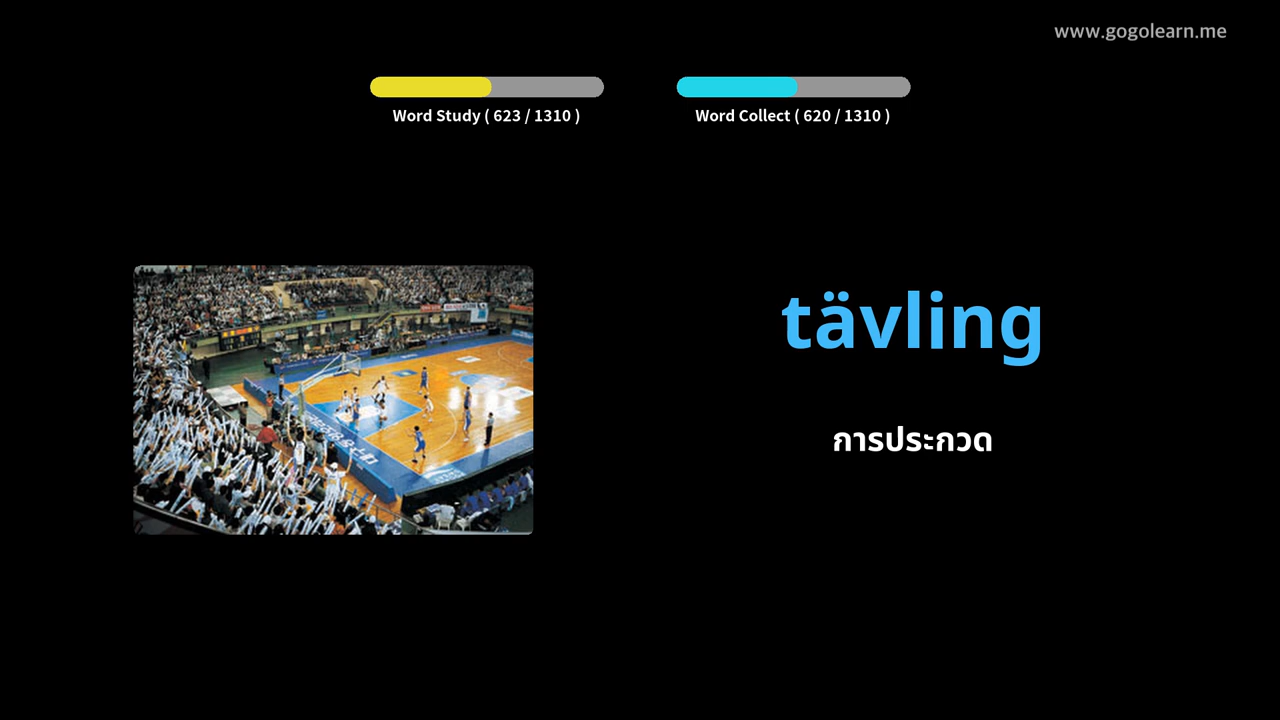 www.gogolearn.me
Word Study ( 623 / 1310 )
Word Collect ( 620 / 1310 )
tävling
การประกวด